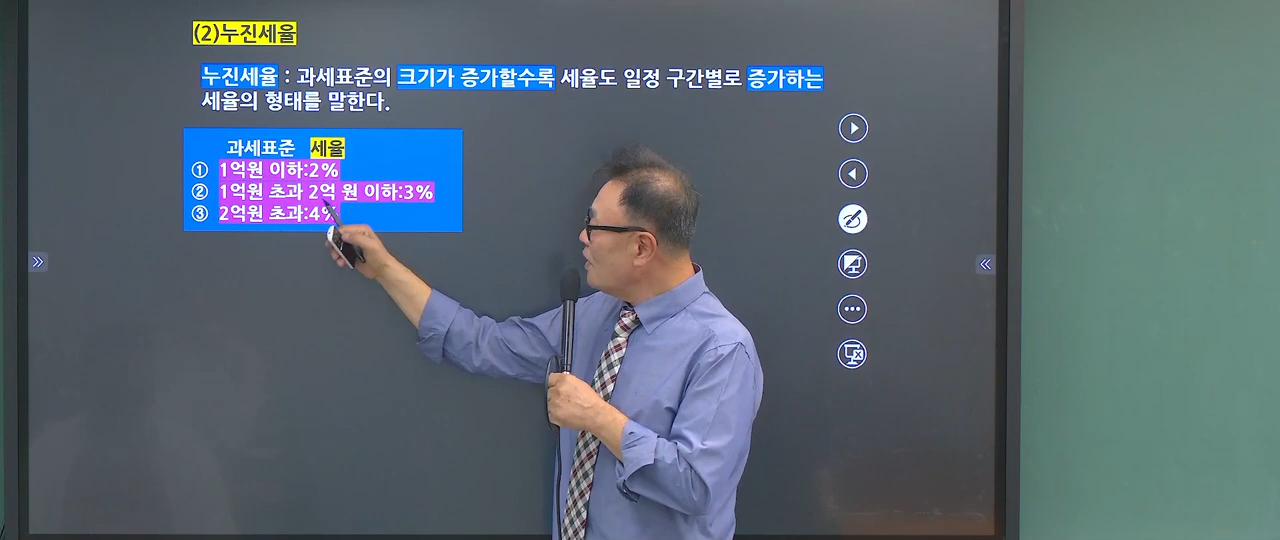 (2)누진세율
누진세율 : 과세표준의 크기가 증가할수록 세율도 일정 구간별로 증가하는
세율의 형태를 말한다.
과세표준 세율
① 1억원 이하:2%
② 1억원 초과 2억 원 이하:3%
③ 2억원 초과:4%